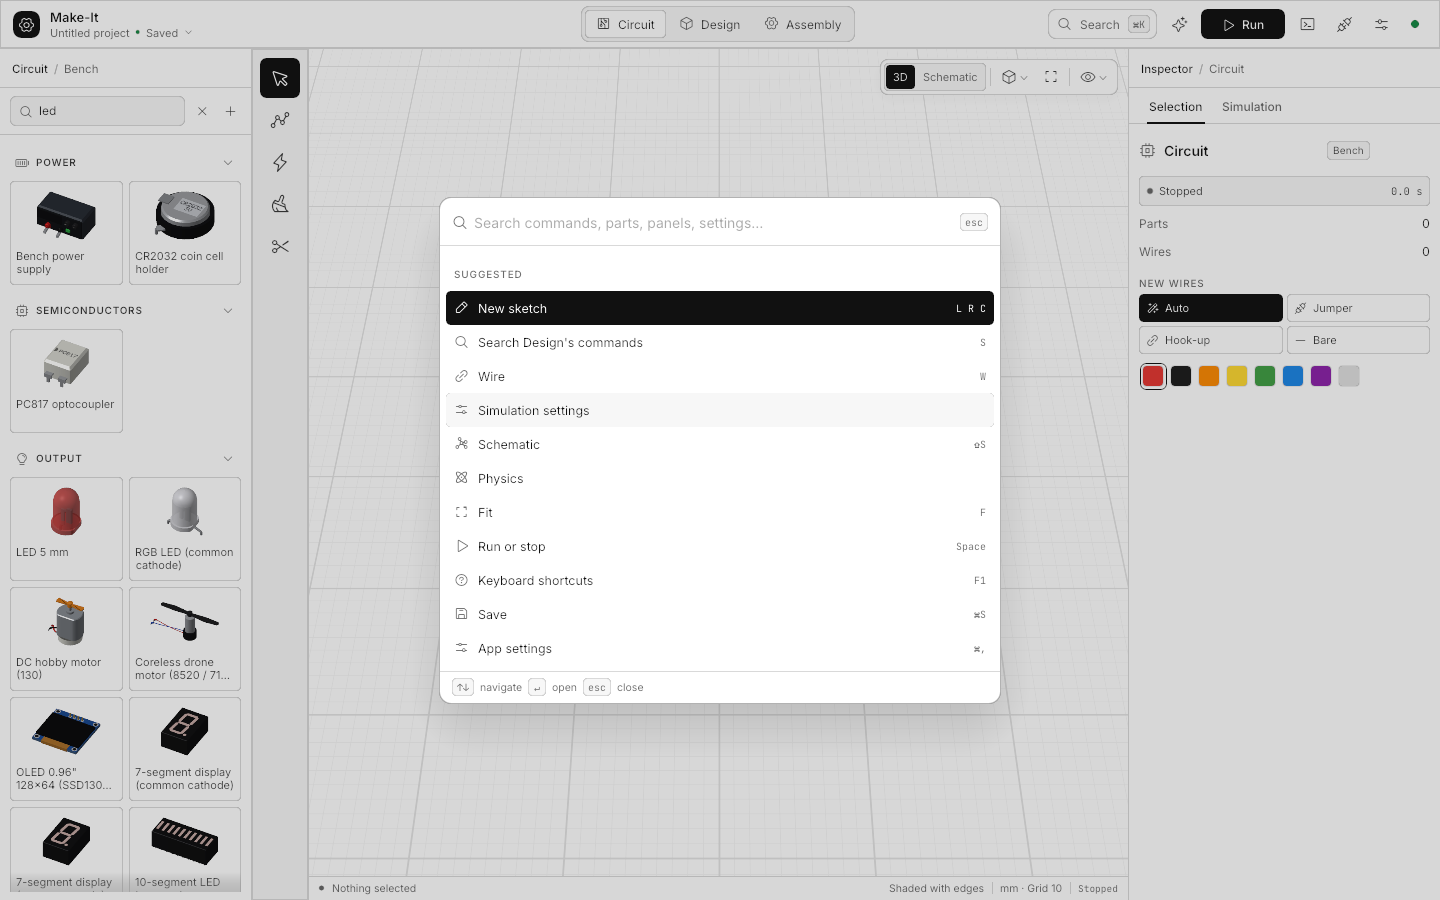 Make-It
Untitled project • Saved
Circuit
Design
Assembly
Search ⌘K
Run
Circuit / Bench
led
POWER
Bench power
supply
CR2032 coin cell
holder
SEMICONDUCTORS
PC817 optocoupler
OUTPUT
LED 5 mm
RGB LED (common
cathode)
DC hobby motor
(130)
Coreless drone
motor (8520 / 71...
OLED 0.96"
128×64 (SSD130...
7-segment display
(common cathode)
7-segment display
10-segment LED
3D
Schematic
Search commands, parts, panels, settings...
esc
SUGGESTED
New sketch L R C
Search Design's commands S
Wire W
Simulation settings
Schematic ⇧S
Physics
Fit F
Run or stop Space
Keyboard shortcuts F1
Save ⌘S
App settings ⌘,
↑↓ navigate ↵ open esc close
Nothing selected
Shaded with edges
mm · Grid 10
Stopped
Inspector / Circuit
Selection
Simulation
Circuit
Bench
Stopped 0.0 s
Parts 0
Wires 0
NEW WIRES
Auto
Jumper
Hook-up
Bare